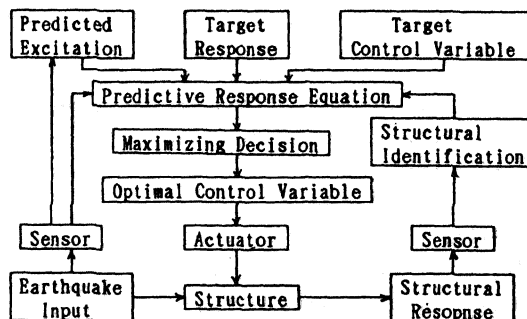 Predicted
Excitation
Target
Response
Target
Control Variable
Predictive Response Equation
Maximizing Decision
Structural
Identification
Optimal Control Variable
Sensor
Actuator
Sensor
Earthquake
Input
Structure
Structural
Resopnse